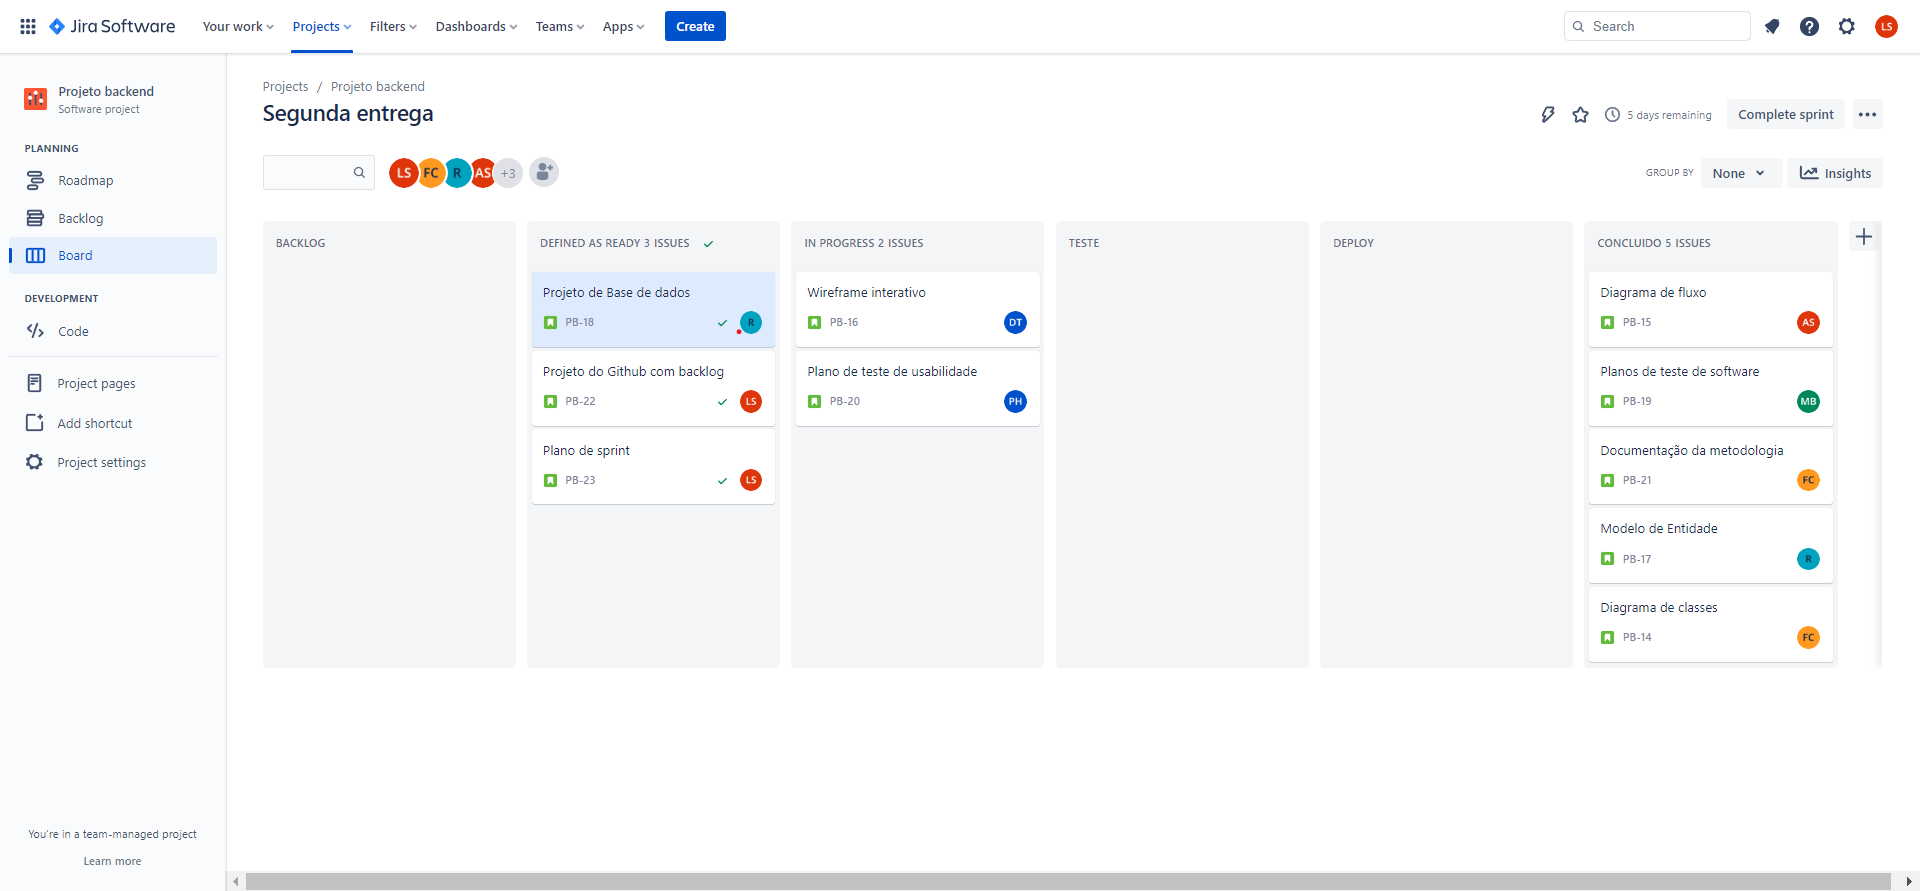 Jira Software Your work Projects Filters Dashboards Teams Apps Create Search LS
Projeto backend
Software project
PLANNING
Roadmap
Backlog
Board
DEVELOPMENT
Code
Project pages
Add shortcut
Project settings
You're in a team-managed project
Learn more
Projects / Projeto backend
Segunda entrega
5 days remaining Complete sprint
LS FC R AS +3
GROUP BY None Insights
BACKLOG
DEFINED AS READY 3 ISSUES
Projeto de Base de dados
PB-18 R
Projeto do Github com backlog
PB-22 LS
Plano de sprint
PB-23 LS
IN PROGRESS 2 ISSUES
Wireframe interativo
PB-16 DT
Plano de teste de usabilidade
PB-20 PH
TESTE
DEPLOY
CONCLUIDO 5 ISSUES
Diagrama de fluxo
PB-15 AS
Planos de teste de software
PB-19 MB
Documentação da metodologia
PB-21 FC
Modelo de Entidade
PB-17 R
Diagrama de classes
PB-14 FC